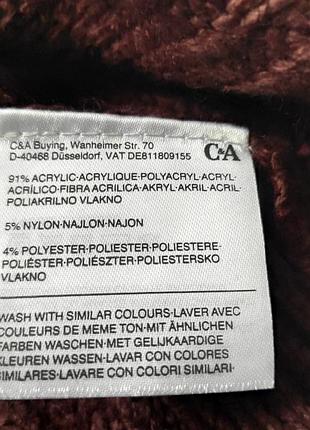 C&A Buying, Wanheimer Str. 70
D-40468 Düsseldorf, VAT DE811809155
C&A
91% ACRYLIC·ACRYLIQUE·POLYACRYL·ACRYL·
ACRÍLICO·FIBRA ACRILICA·AKRYL·AKRIL·ACRIL·
POLIAKRILNO VLAKNO
5% NYLON·NAJLON·NAJON
4% POLYESTER·POLIESTER·POLIESTERE·
POLIÉSTER·POLIÉSZTER·POLIESTERSKO
VLAKNO
WASH WITH SIMILAR COLOURS·LAVER AVEC
COULEURS DE MEME TON·MIT ÄHNLICHEN
FARBEN WASCHEN·MET GELIJKAARDIGE
KLEUREN WASSEN·LAVAR CON COLORES
SIMILARES·LAVARE CON COLORI SIMILARI·